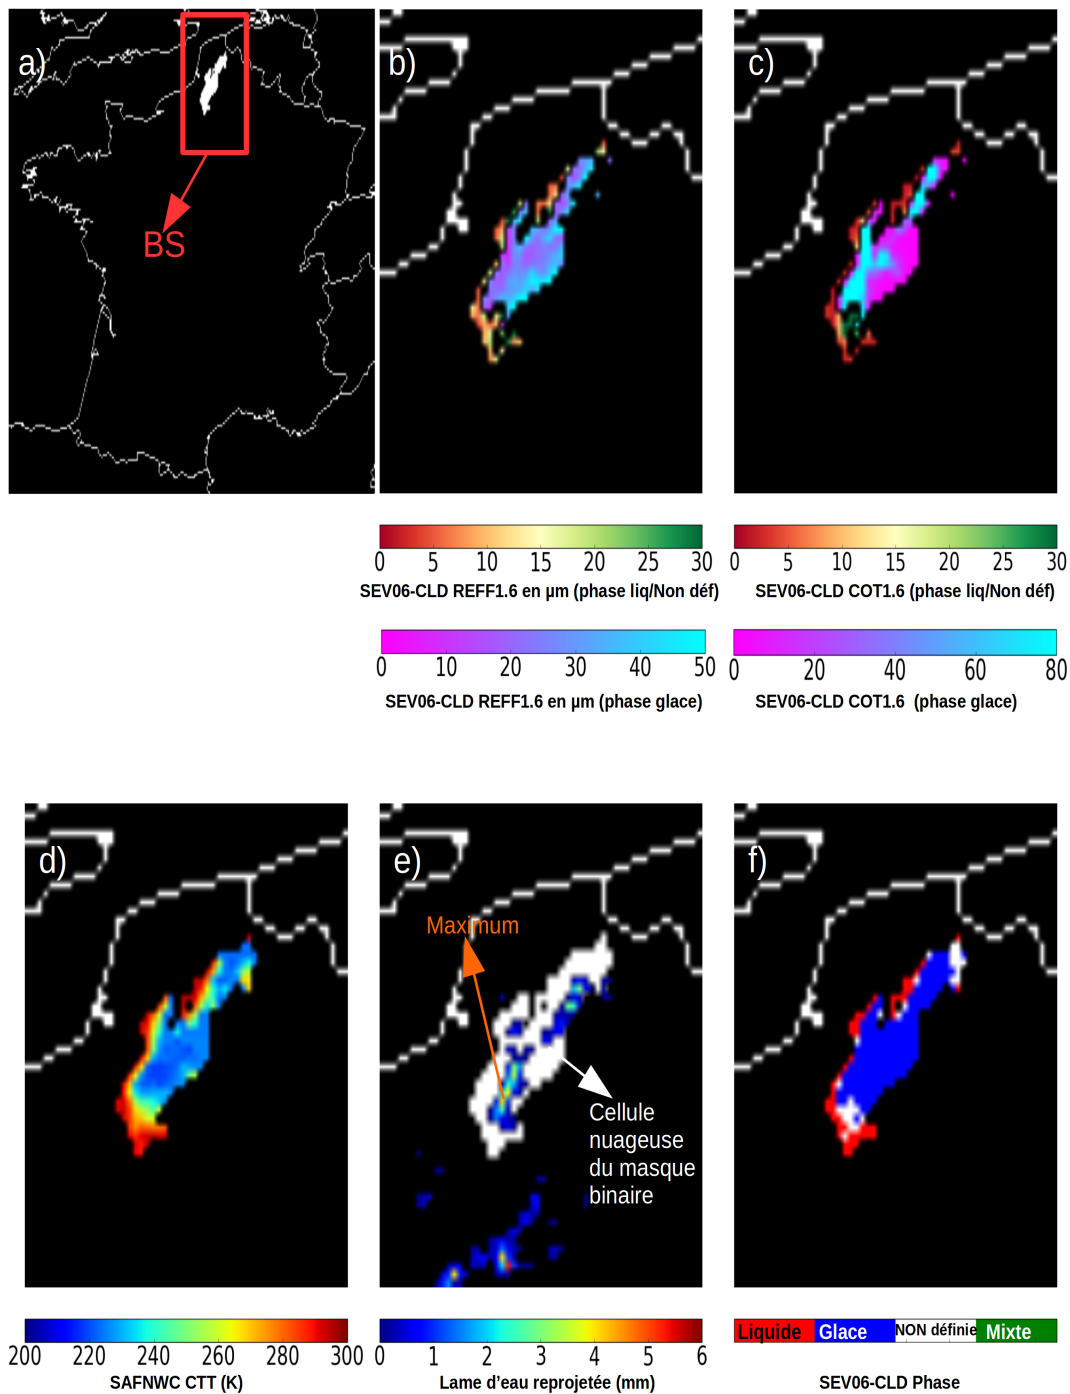 a)
BS
b)
c)
0 5 10 15 20 25 30
SEV06-CLD REFF1.6 en µm (phase liq/Non déf)
0 10 20 30 40 50
SEV06-CLD REFF1.6 en µm (phase glace)
0 5 10 15 20 25 30
SEV06-CLD COT1.6 (phase liq/Non déf)
0 20 40 60 80
SEV06-CLD COT1.6 (phase glace)
d)
200 220 240 260 280 300
SAFNWC CTT (K)
e)
Maximum
Cellule
nuageuse
du masque
binaire
0 1 2 3 4 5 6
Lame d'eau reprojetée (mm)
f)
Liquide Glace NON définie Mixte
SEV06-CLD Phase